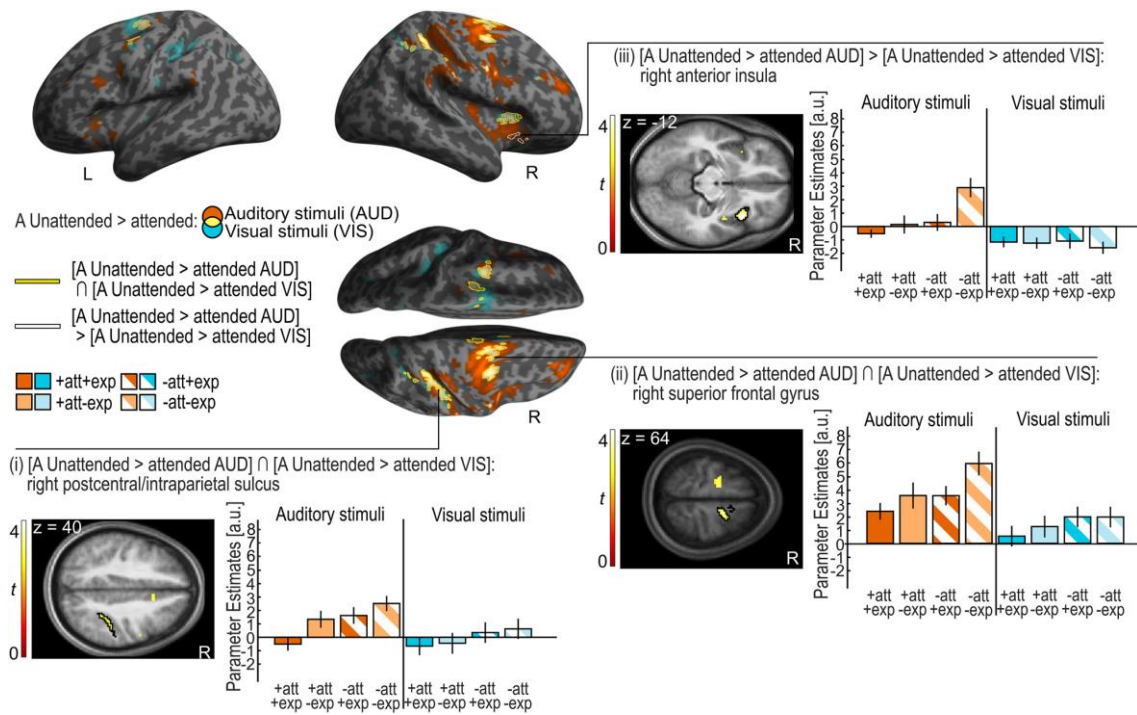 L
R
A Unattended > attended:
Auditory stimuli (AUD)
Visual stimuli (VIS)
[A Unattended > attended AUD]
∩ [A Unattended > attended VIS]
[A Unattended > attended AUD]
> [A Unattended > attended VIS]
+att+exp
-att+exp
+att-exp
-att-exp
R
(iii) [A Unattended > attended AUD] > [A Unattended > attended VIS]:
right anterior insula
4
t
0
z = -12
R
Parameter Estimates [a.u.]
Auditory stimuli
Visual stimuli
8
7
6
5
4
3
2
1
0
-1
-2
+att +att -att -att +att +att -att -att
+exp -exp +exp -exp +exp -exp +exp -exp
(ii) [A Unattended > attended AUD] ∩ [A Unattended > attended VIS]:
right superior frontal gyrus
4
t
0
z = 64
R
Parameter Estimates [a.u.]
Auditory stimuli
Visual stimuli
8
7
6
5
4
3
2
1
0
-1
-2
+att +att -att -att +att +att -att -att
+exp -exp +exp -exp +exp -exp +exp -exp
(i) [A Unattended > attended AUD] ∩ [A Unattended > attended VIS]:
right postcentral/intraparietal sulcus
4
t
0
z = 40
R
Parameter Estimates [a.u.]
Auditory stimuli
Visual stimuli
8
7
6
5
4
3
2
1
0
-1
-2
+att +att -att -att +att +att -att -att
+exp -exp +exp -exp +exp -exp +exp -exp